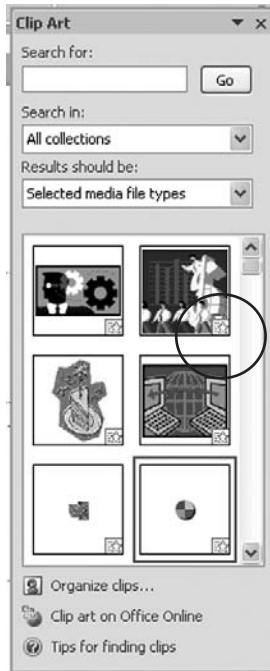 Clip Art
Search for:
Go
Search in:
All collections
Results should be:
Selected media file types
Organize clips...
Clip art on Office Online
Tips for finding clips